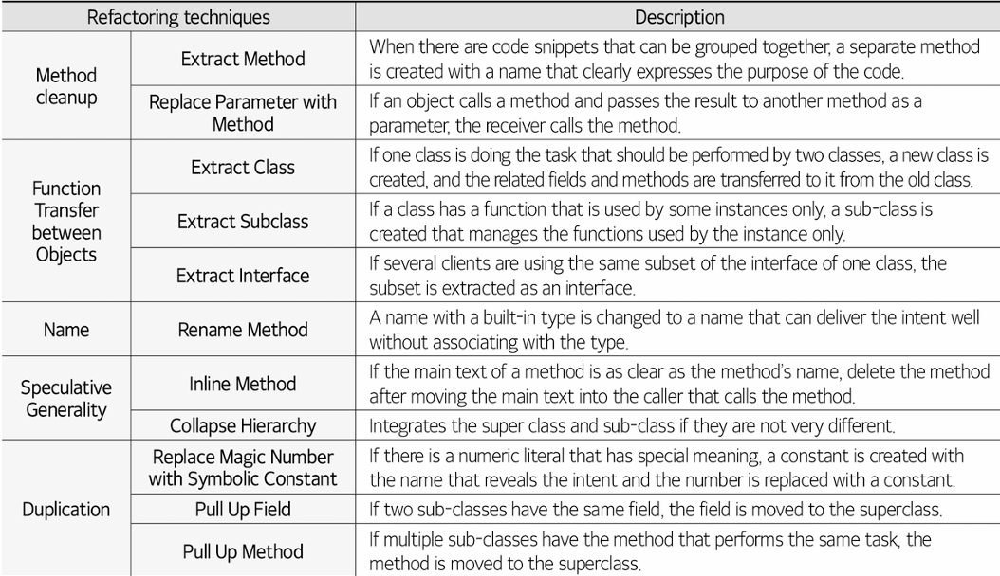 Refactoring techniques
Description
Method
cleanup
Extract Method
When there are code snippets that can be grouped together, a separate method
is created with a name that clearly expresses the purpose of the code.
Replace Parameter with
Method
If an object calls a method and passes the result to another method as a
parameter, the receiver calls the method.
Function
Transfer
between
Objects
Extract Class
If one class is doing the task that should be performed by two classes, a new class is
created, and the related fields and methods are transferred to it from the old class.
Extract Subclass
If a class has a function that is used by some instances only, a sub-class is
created that manages the functions used by the instance only.
Extract Interface
If several clients are using the same subset of the interface of one class, the
subset is extracted as an interface.
Name
Rename Method
A name with a built-in type is changed to a name that can deliver the intent well
without associating with the type.
Speculative
Generality
Inline Method
If the main text of a method is as clear as the method's name, delete the method
after moving the main text into the caller that calls the method.
Collapse Hierarchy
Integrates the super class and sub-class if they are not very different.
Duplication
Replace Magic Number
with Symbolic Constant
If there is a numeric literal that has special meaning, a constant is created with
the name that reveals the intent and the number is replaced with a constant.
Pull Up Field
If two sub-classes have the same field, the field is moved to the superclass.
Pull Up Method
If multiple sub-classes have the method that performs the same task, the
method is moved to the superclass.